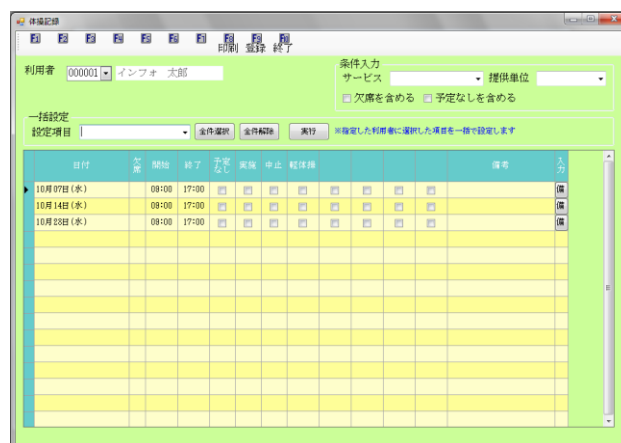 体操記録
F1 F2 F3 F4 F5 F6 F7 F8 F9 F10
印刷 登録 終了
利用者 000001 インフォ 太郎
条件入力
サービス 提供単位
欠席を含める 予定なしを含める
一括設定
設定項目 全件選択 全件解除 実行 ※指定した利用者に選択した項目を一括で設定します
日付 欠席 開始 終了 予定なし 実施 中止 軽体操 備考 入力
10月07日(水) 09:00 17:00 備
10月14日(水) 09:00 17:00 備
10月28日(水) 09:00 17:00 備